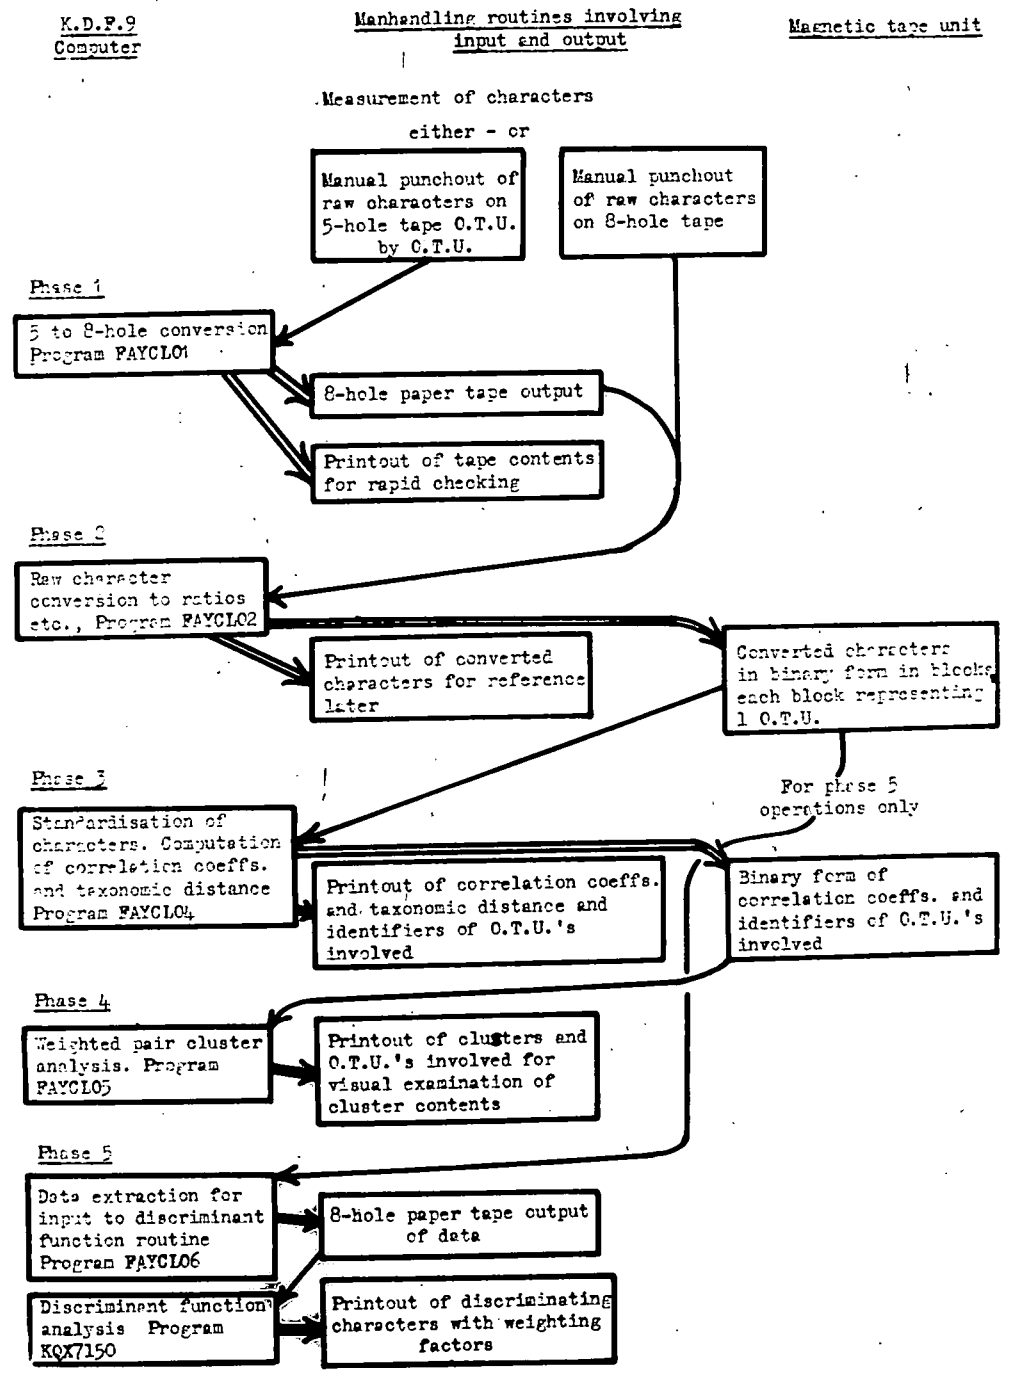 K.D.F.9
Computer
Manhandling routines involving
input and output
Magnetic tape unit
Measurement of characters
either - or
Manual punchout of
raw characters on
5-hole tape O.T.U.
by O.T.U.
Manual punchout
of raw characters
on 8-hole tape
Phase 1
5 to 8-hole conversion
Program FAYCL01
8-hole paper tape output
Printout of tape contents
for rapid checking
Phase 2
Raw character
conversion to ratios
etc., Program FAYCL02
Printout of converted
characters for reference
later
Converted characters
in binary form in blocks
each block representing
1 O.T.U.
Phase 3
For phase 5
operations only
Standardisation of
characters. Computation
of correlation coeffs.
and taxonomic distance
Program FAYCL04
Printout of correlation coeffs.
and taxonomic distance and
identifiers of O.T.U.'s
involved
Binary form of
correlation coeffs. and
identifiers of O.T.U.'s
involved
Phase 4
Weighted pair cluster
analysis. Program
FAYCL05
Printout of clusters and
O.T.U.'s involved for
visual examination of
cluster contents
Phase 5
Data extraction for
input to discriminant
function routine
Program FAYCL06
8-hole paper tape output
of data
Discriminant function
analysis Program
KQX7150
Printout of discriminating
characters with weighting
factors